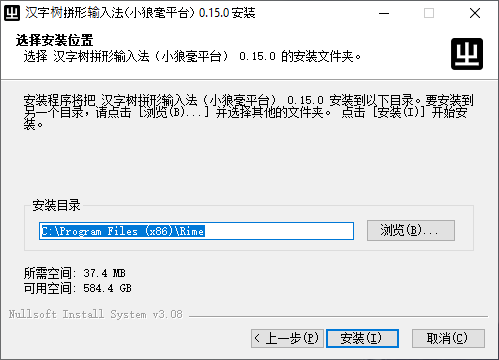 汉字树拼形输入法(小狼毫平台) 0.15.0 安装
选择安装位置
选择 汉字树拼形输入法（小狼毫平台） 0.15.0 的安装文件夹。
安装程序将把 汉字树拼形输入法（小狼毫平台） 0.15.0 安装到以下目录。要安装到
另一个目录，请点击 [浏览(B)...] 并选择其他的文件夹。 点击 [安装(I)] 开始安
装。
安装目录
C:\Program Files (x86)\Rime
浏览(B)...
所需空间: 37.4 MB
可用空间: 584.4 GB
Nullsoft Install System v3.08
< 上一步(P)
安装(I)
取消(C)